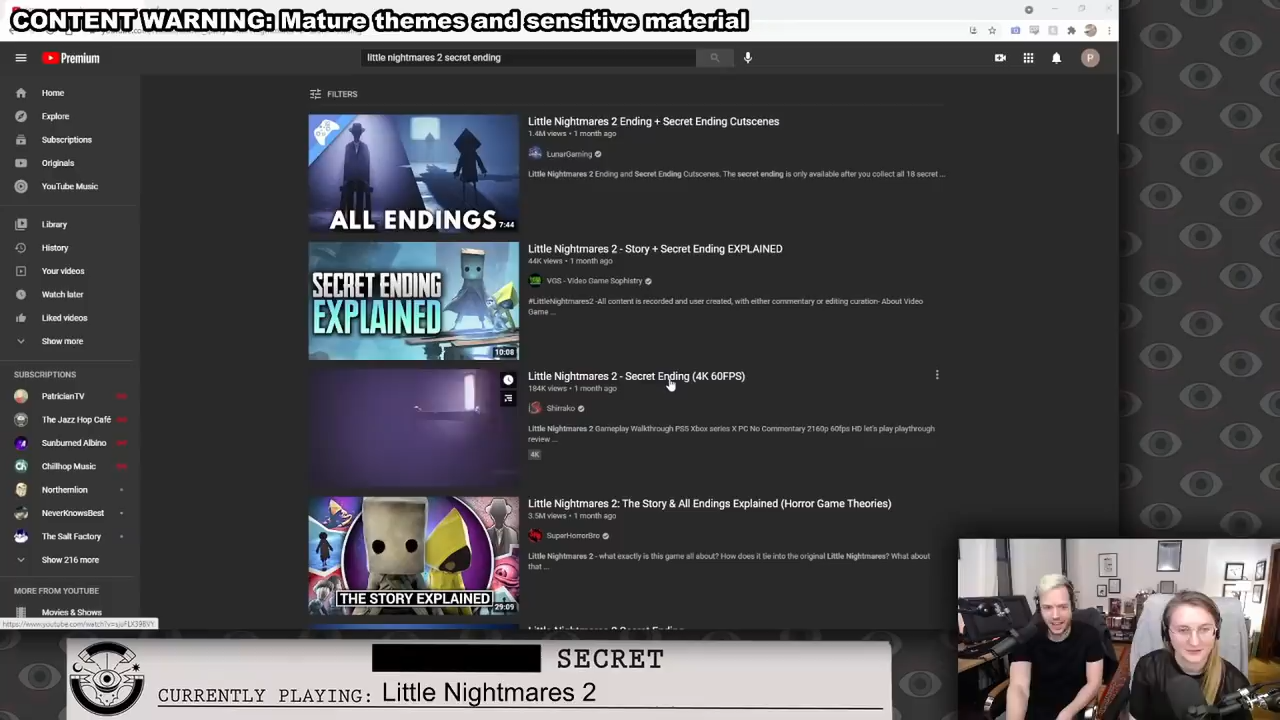 CONTENT WARNING: Mature themes and sensitive material
Premium
little nightmares 2 secret ending
P
FILTERS
Home
Explore
Subscriptions
Originals
YouTube Music
Library
History
Your videos
Watch later
Liked videos
Show more
SUBSCRIPTIONS
PatricianTV
The Jazz Hop Café
Sunburned Albino
Chillhop Music
Northernlion
NeverKnowsBest
The Salt Factory
Show 216 more
MORE FROM YOUTUBE
Movies & Shows
ALL ENDINGS
7:44
Little Nightmares 2 Ending + Secret Ending Cutscenes
1.4M views • 1 month ago
LunarGaming
Little Nightmares 2 Ending and Secret Ending Cutscenes. The secret ending is only available after you collect all 18 secret ...
SECRET ENDING
EXPLAINED
10:08
Little Nightmares 2 - Story + Secret Ending EXPLAINED
44K views • 1 month ago
VGS - Video Game Sophistry
#LittleNightmares2 -All content is recorded and user created, with either commentary or editing curation- About Video
Game ...
Little Nightmares 2 - Secret Ending (4K 60FPS)
184K views • 1 month ago
Shirrako
Little Nightmares 2 Gameplay Walkthrough PS5 Xbox series X PC No Commentary 2160p 60fps HD let's play playthrough
review ...
4K
THE STORY EXPLAINED
29:09
Little Nightmares 2: The Story & All Endings Explained (Horror Game Theories)
3.5M views • 1 month ago
SuperHorrorBro
Little Nightmares 2 - what exactly is this game all about? How does it tie into the original Little Nightmares? What about
that ...
Little Nightmares 2 Secret Ending
SECRET
CURRENTLY PLAYING: Little Nightmares 2